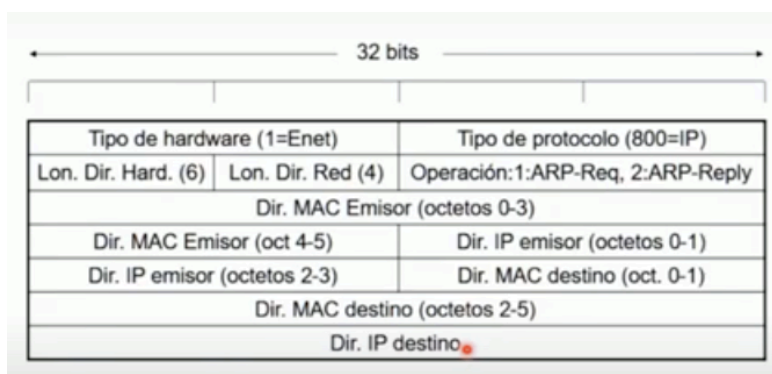 32 bits
Tipo de hardware (1=Enet) Tipo de protocolo (800=IP)
Lon. Dir. Hard. (6) Lon. Dir. Red (4) Operación:1:ARP-Req, 2:ARP-Reply
Dir. MAC Emisor (octetos 0-3)
Dir. MAC Emisor (oct 4-5) Dir. IP emisor (octetos 0-1)
Dir. IP emisor (octetos 2-3) Dir. MAC destino (oct. 0-1)
Dir. MAC destino (octetos 2-5)
Dir. IP destino